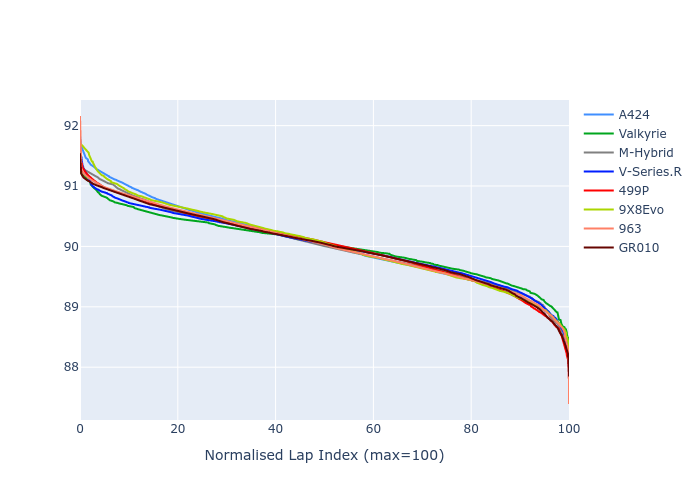 92
91
90
89
88
0 20 40 60 80 100
Normalised Lap Index (max=100)
A424
Valkyrie
M-Hybrid
V-Series.R
499P
9X8Evo
963
GR010